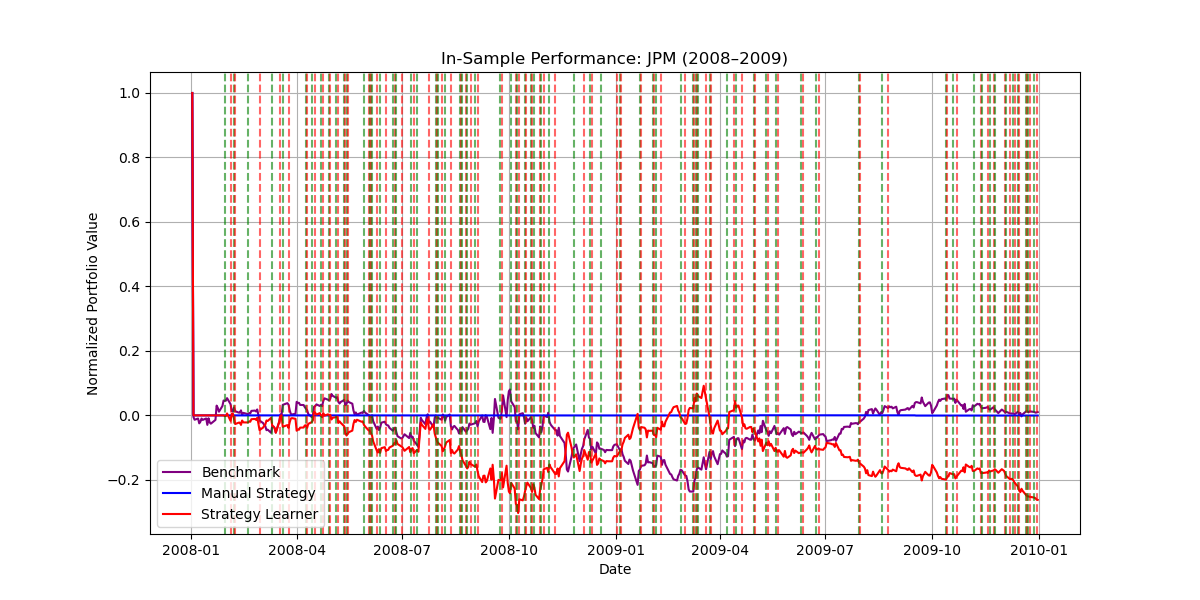 In-Sample Performance: JPM (2008–2009)
Normalized Portfolio Value
1.0
0.8
0.6
0.4
0.2
0.0
−0.2
Benchmark
Manual Strategy
Strategy Learner
2008-01 2008-04 2008-07 2008-10 2009-01 2009-04 2009-07 2009-10 2010-01
Date